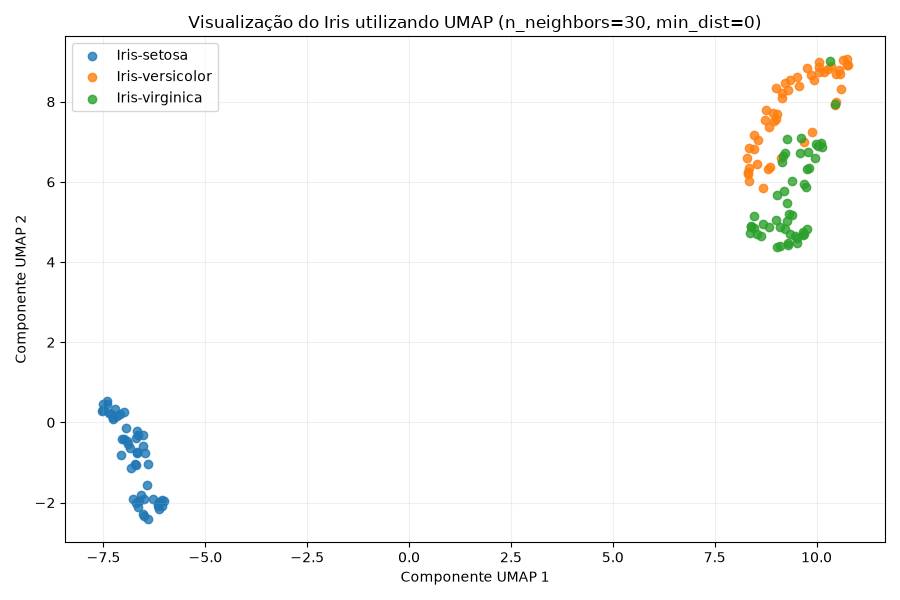 Visualização do Iris utilizando UMAP (n_neighbors=30, min_dist=0)
Iris-setosa
Iris-versicolor
Iris-virginica
Componente UMAP 2
8
6
4
2
0
−2
−7.5 −5.0 −2.5 0.0 2.5 5.0 7.5 10.0
Componente UMAP 1